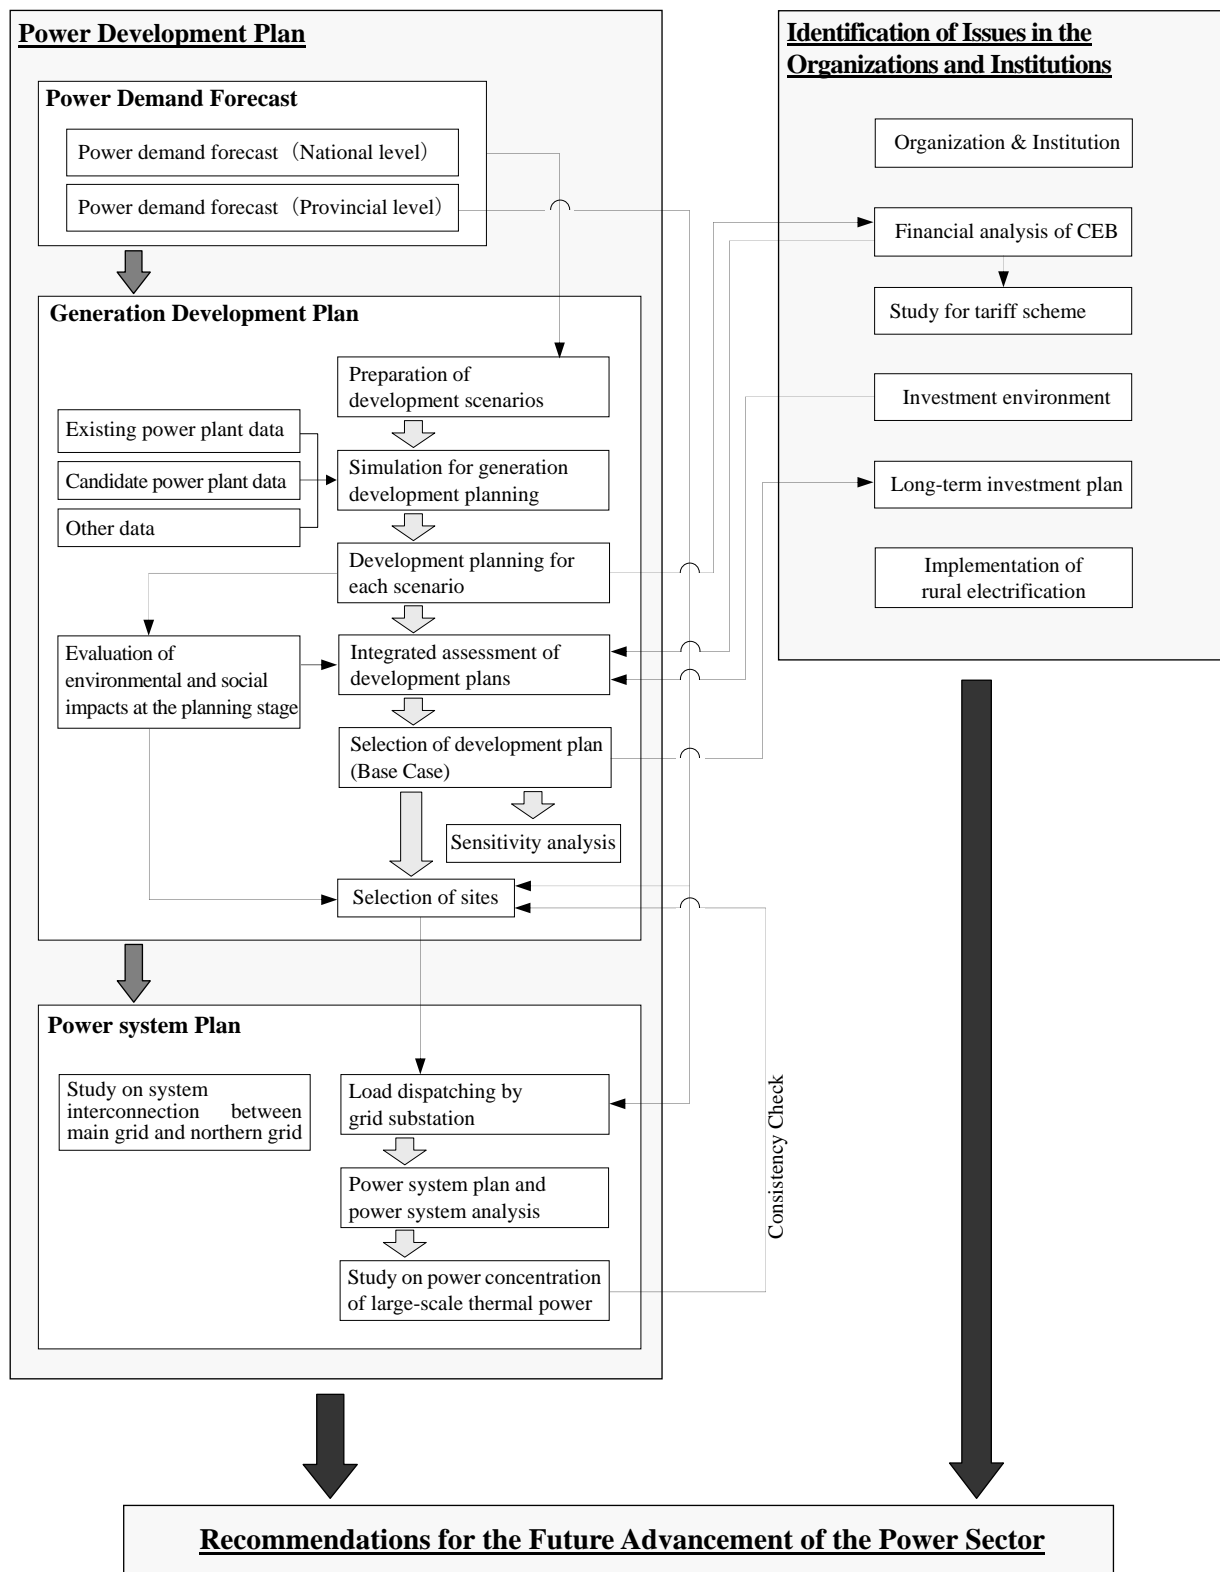 Power Development Plan
Power Demand Forecast
Power demand forecast（National level）
Power demand forecast（Provincial level）
Generation Development Plan
Preparation of
development scenarios
Existing power plant data
Candidate power plant data
Other data
Simulation for generation
development planning
Development planning for
each scenario
Evaluation of
environmental and social
impacts at the planning stage
Integrated assessment of
development plans
Selection of development plan
(Base Case)
Sensitivity analysis
Selection of sites
Power system Plan
Study on system
interconnection between
main grid and northern grid
Load dispatching by
grid substation
Power system plan and
power system analysis
Study on power concentration
of large-scale thermal power
Consistency Check
Identification of Issues in the
Organizations and Institutions
Organization & Institution
Financial analysis of CEB
Study for tariff scheme
Investment environment
Long-term investment plan
Implementation of
rural electrification
Recommendations for the Future Advancement of the Power Sector